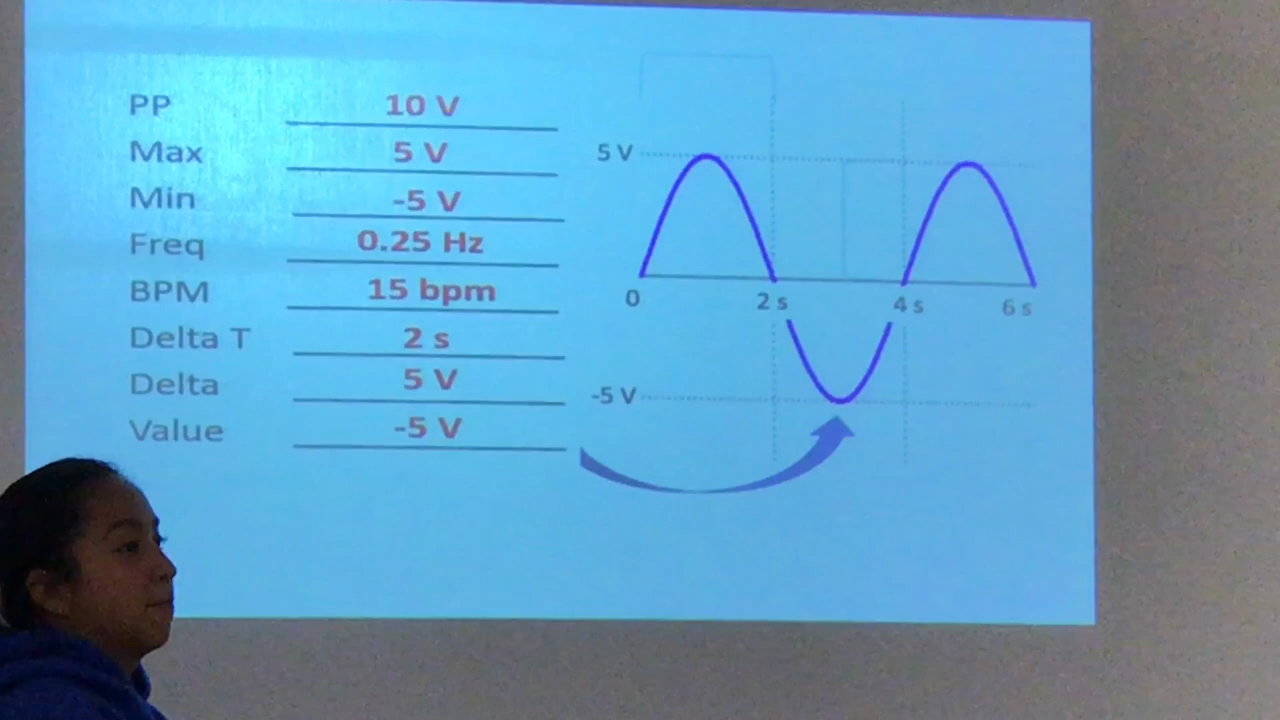 PP 10 V
Max 5 V
Min -5 V
Freq 0.25 Hz
BPM 15 bpm
Delta T 2 s
Delta 5 V
Value -5 V
5 V
0 2 s 4 s 6 s
-5 V